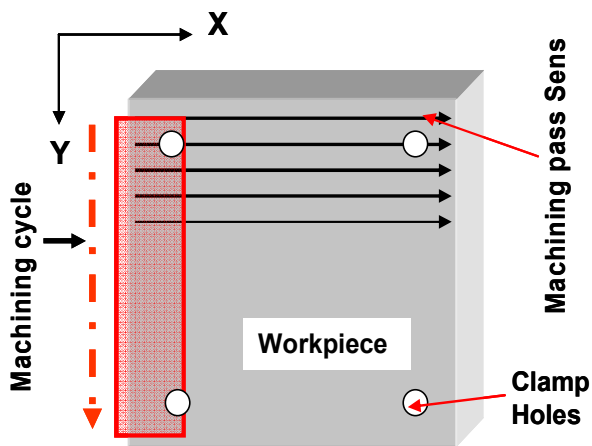 X
Y
Machining pass Sens
Machining cycle
Workpiece
Clamp
Holes